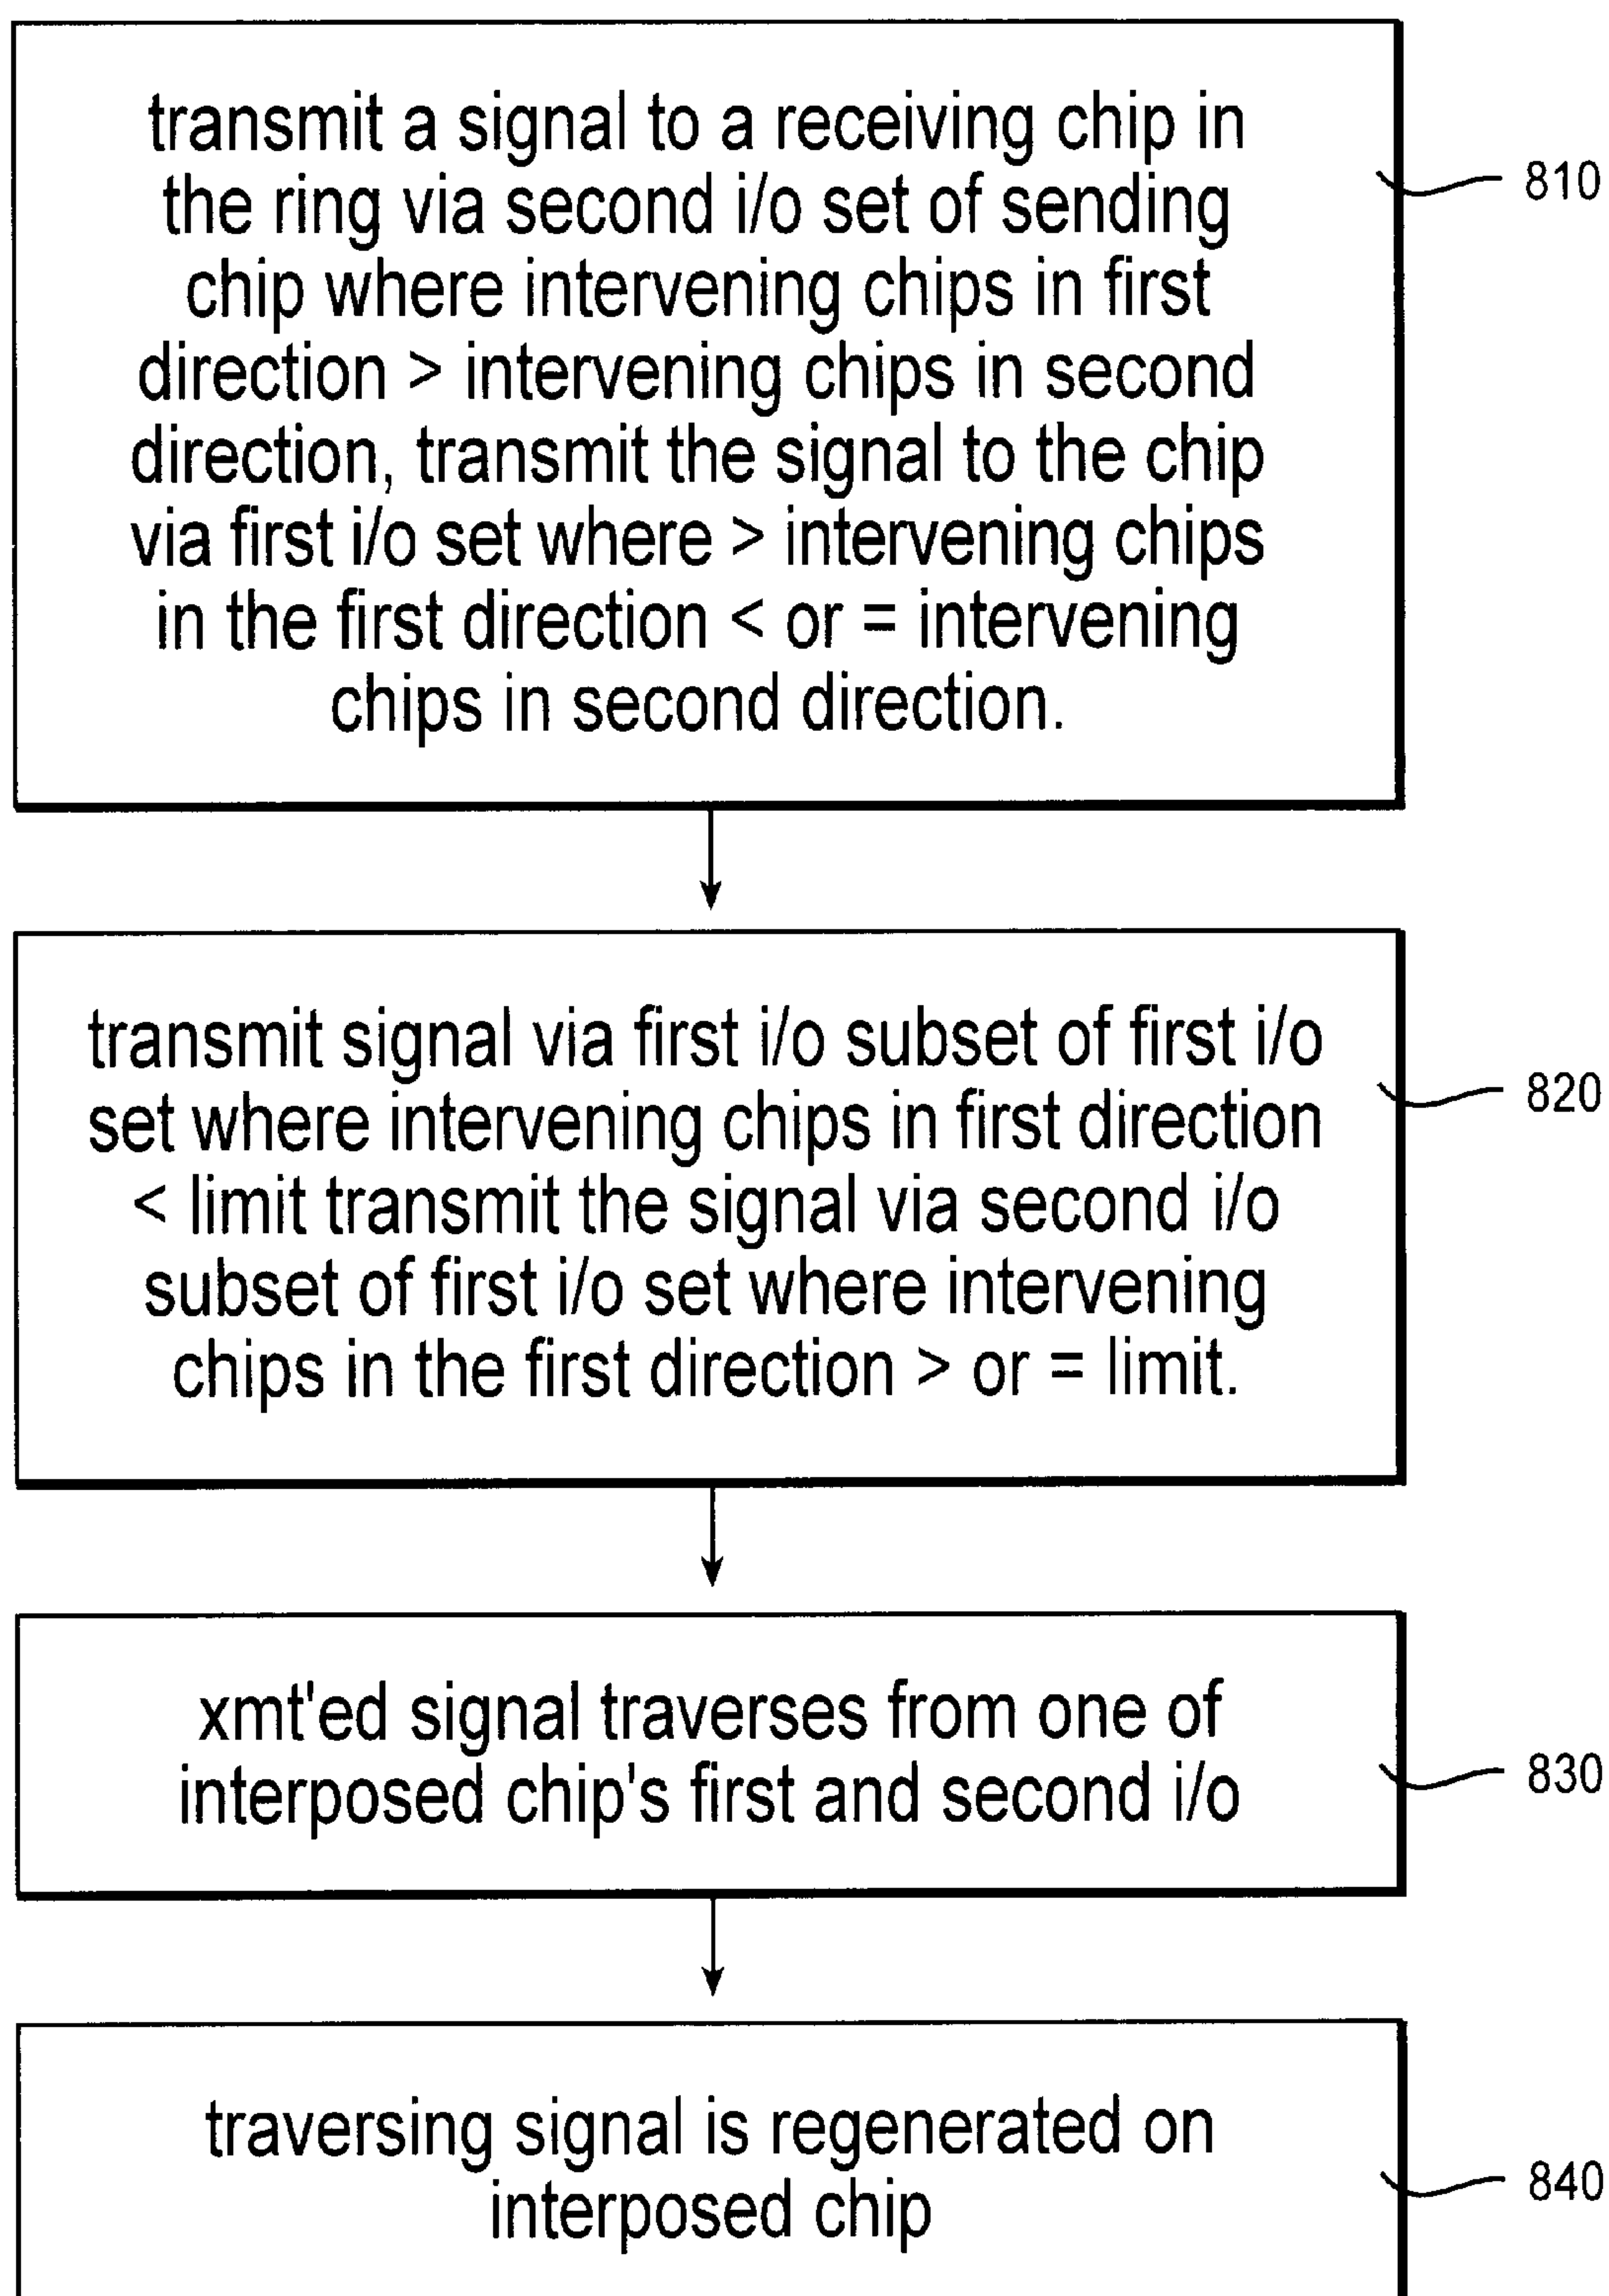 transmit a signal to a receiving chip in
the ring via second i/o set of sending
chip where intervening chips in first
direction > intervening chips in second
direction, transmit the signal to the chip
via first i/o set where > intervening chips
in the first direction < or = intervening
chips in second direction.
810
transmit signal via first i/o subset of first i/o
set where intervening chips in first direction
< limit transmit the signal via second i/o
subset of first i/o set where intervening
chips in the first direction > or = limit.
820
xmt'ed signal traverses from one of
interposed chip's first and second i/o
830
traversing signal is regenerated on
interposed chip
840